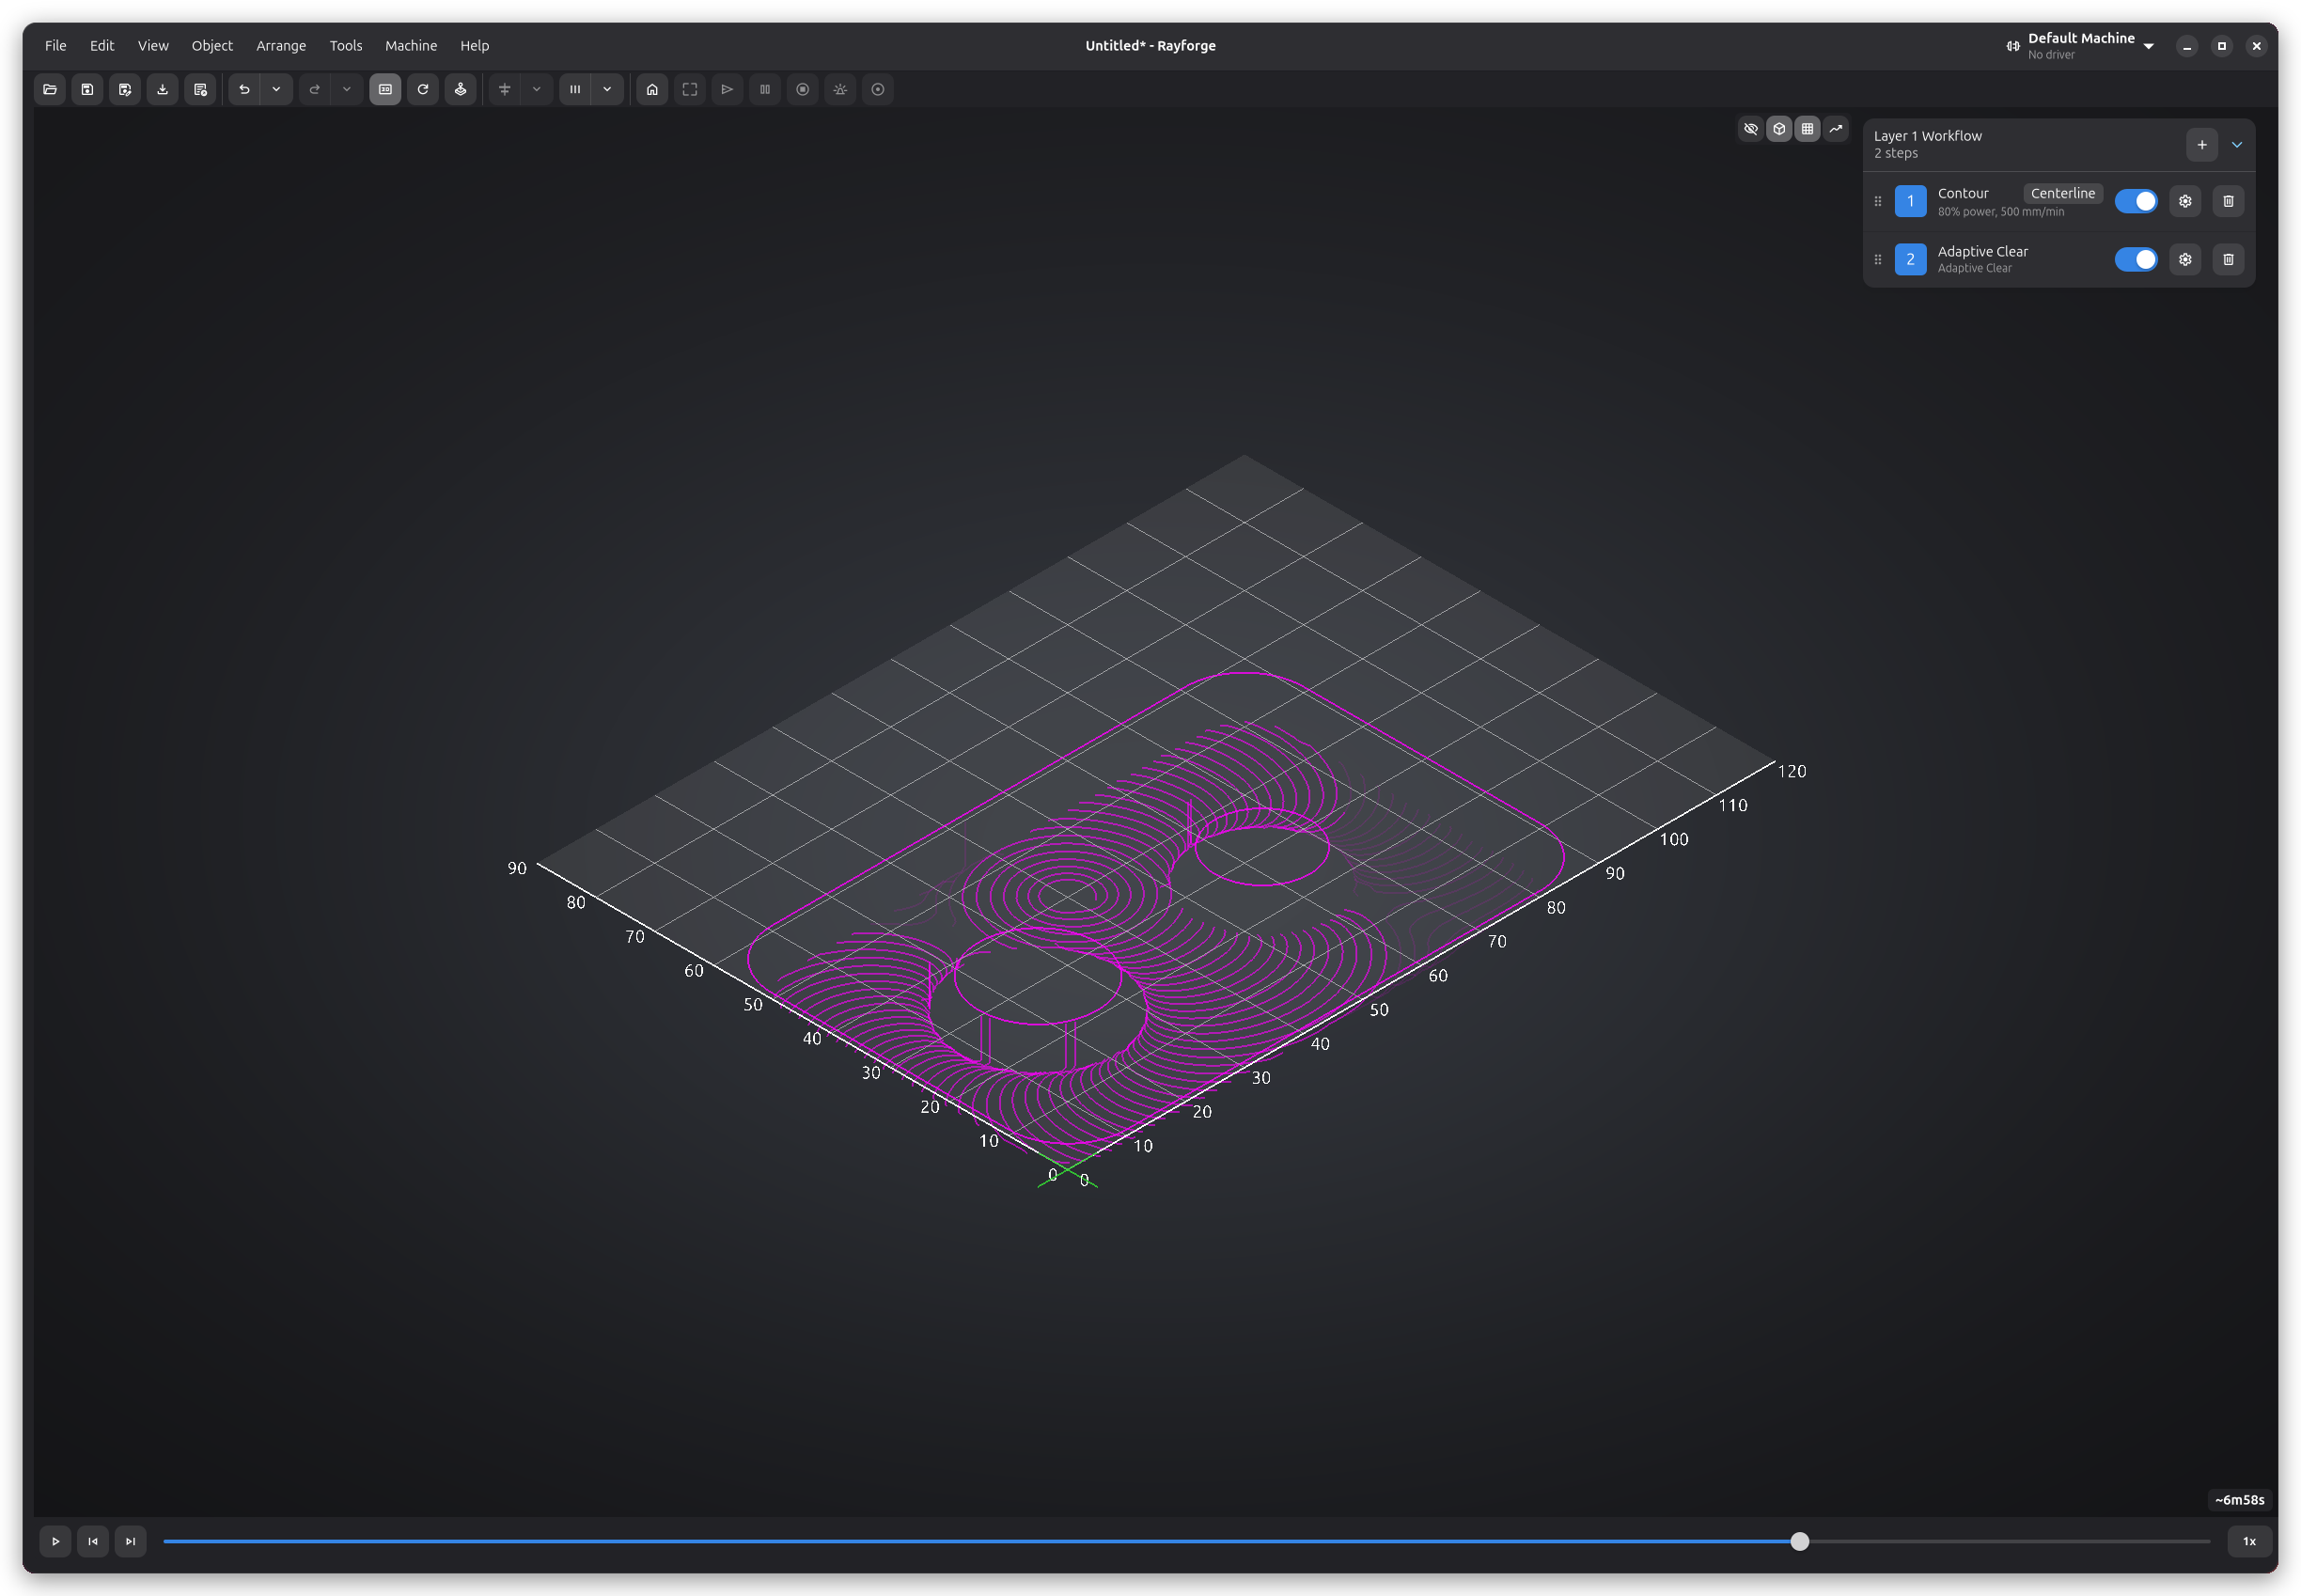 File Edit View Object Arrange Tools Machine Help
Untitled* - Rayforge
Default Machine
No driver
3D
Layer 1 Workflow
2 steps
1
Contour
Centerline
80% power, 500 mm/min
2
Adaptive Clear
Adaptive Clear
120
110
100
90
80
70
60
50
40
30
20
10
0
90
80
70
60
50
40
30
20
10
0
~6m58s
1x